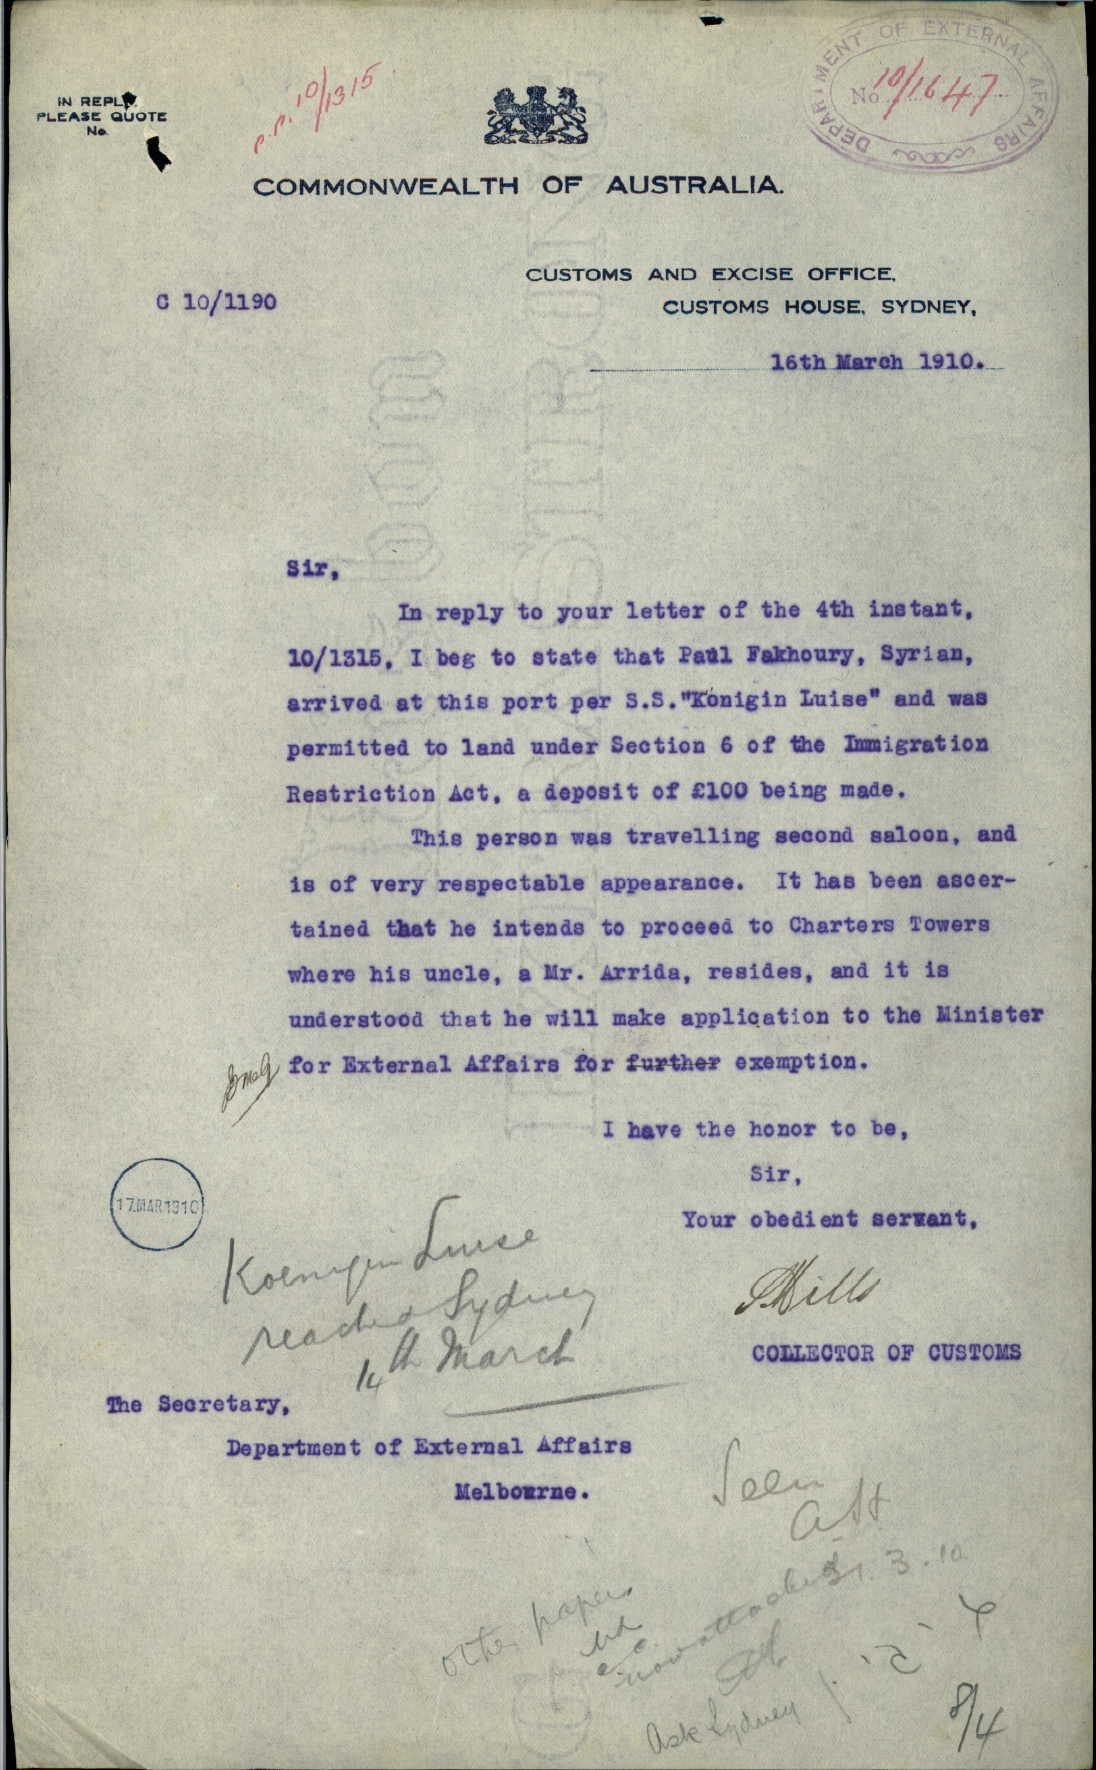 IN REPLY
PLEASE QUOTE
No.
p.p. 10/1315.
DEPARTMENT OF EXTERNAL AFFAIRS
No. 10/1647
COMMONWEALTH OF AUSTRALIA.
CUSTOMS AND EXCISE OFFICE,
C 10/1190
CUSTOMS HOUSE, SYDNEY,
16th March 1910.
Sir,
In reply to your letter of the 4th instant,
10/1315, I beg to state that Paul Fakhoury, Syrian,
arrived at this port per S.S."Konigin Luise" and was
permitted to land under Section 6 of the Immigration
Restriction Act, a deposit of £100 being made.
This person was travelling second saloon, and
is of very respectable appearance. It has been ascer-
tained that he intends to proceed to Charters Towers
where his uncle, a Mr. Arrida, resides, and it is
understood that he will make application to the Minister
for External Affairs for further exemption.
I have the honor to be,
Sir,
17.MAR1910
Your obedient servant,
Koenigin Luise
reached Sydney
14th March
Mills
COLLECTOR OF CUSTOMS
The Secretary,
Department of External Affairs
Melbourne.
Seen
31.3.10
other papers
now attached
Ask Sydney
8/4